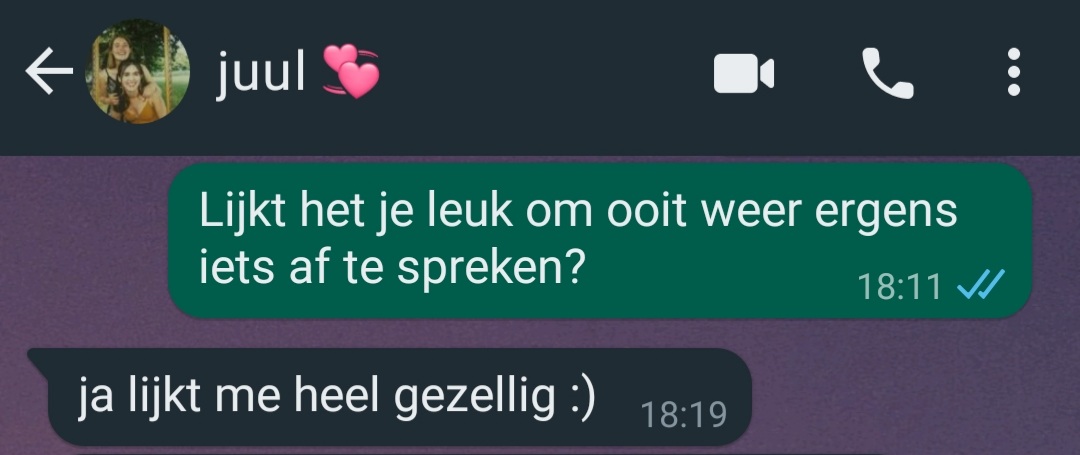 juul 💞
Lijkt het je leuk om ooit weer ergens
iets af te spreken?
18:11
ja lijkt me heel gezellig :)
18:19